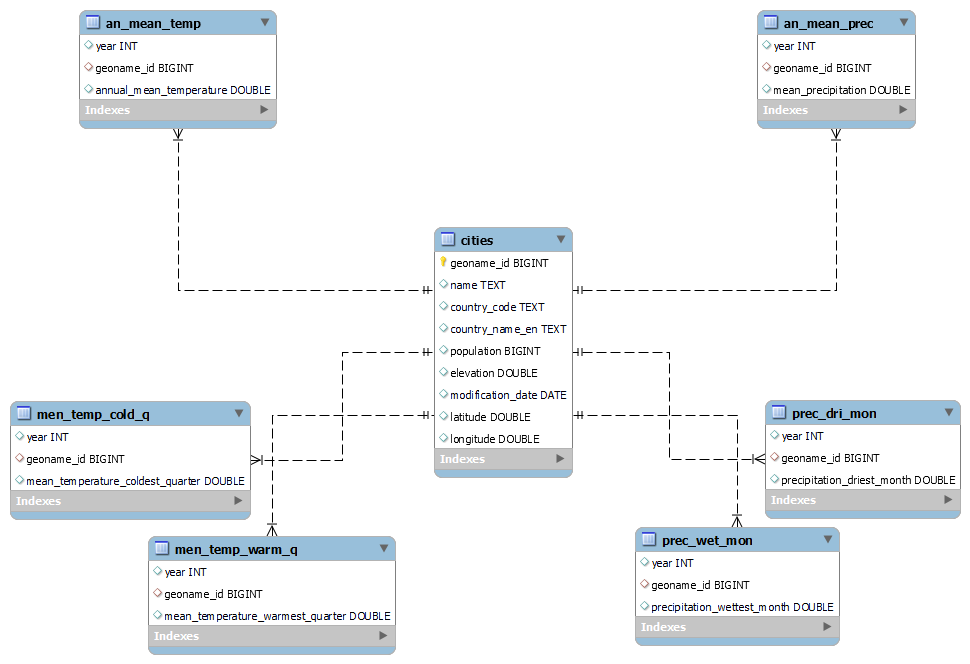 an_mean_temp
year INT
geoname_id BIGINT
annual_mean_temperature DOUBLE
Indexes
an_mean_prec
year INT
geoname_id BIGINT
mean_precipitation DOUBLE
Indexes
cities
geoname_id BIGINT
name TEXT
country_code TEXT
country_name_en TEXT
population BIGINT
elevation DOUBLE
modification_date DATE
latitude DOUBLE
longitude DOUBLE
Indexes
men_temp_cold_q
year INT
geoname_id BIGINT
mean_temperature_coldest_quarter DOUBLE
Indexes
prec_dri_mon
year INT
geoname_id BIGINT
precipitation_driest_month DOUBLE
Indexes
men_temp_warm_q
year INT
geoname_id BIGINT
mean_temperature_warmest_quarter DOUBLE
Indexes
prec_wet_mon
year INT
geoname_id BIGINT
precipitation_wettest_month DOUBLE
Indexes